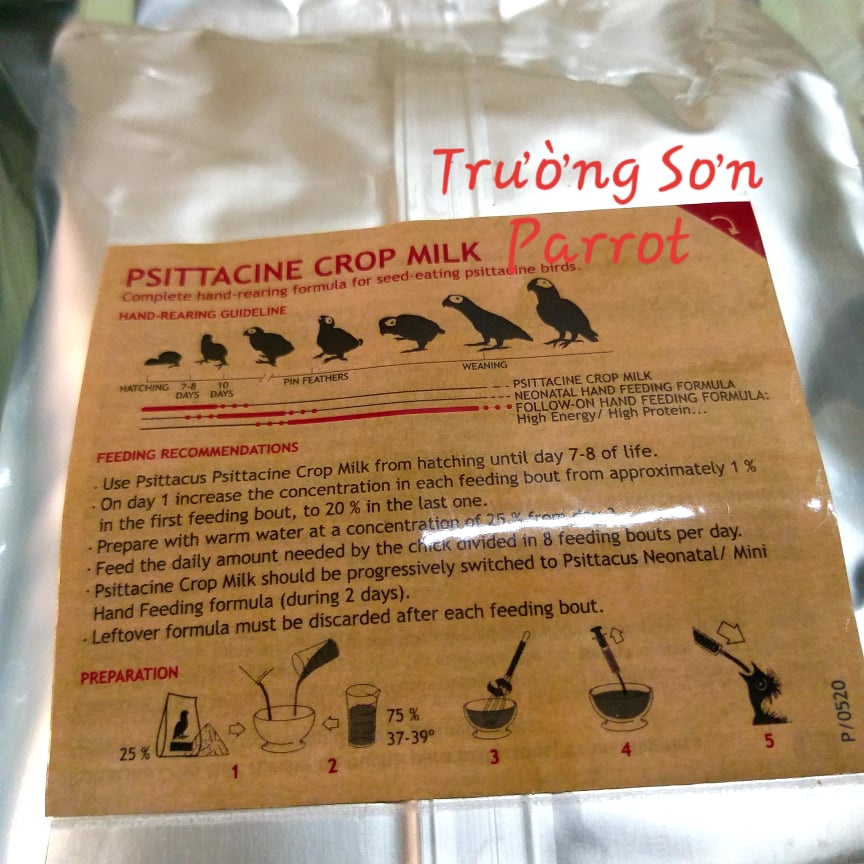 Trường Sơn
Parrot
PSITTACINE CROP MILK
Complete hand-rearing formula for seed-eating psittacine birds.
HAND-REARING GUIDELINE
HATCHING 7-8 DAYS 10 DAYS PIN FEATHERS WEANING
PSITTACINE CROP MILK
NEONATAL HAND FEEDING FORMULA
FOLLOW-ON HAND FEEDING FORMULA:
High Energy/ High Protein...
FEEDING RECOMMENDATIONS
· Use Psittacus Psittacine Crop Milk from hatching until day 7-8 of life.
· On day 1 increase the concentration in each feeding bout from approximately 1 %
in the first feeding bout, to 20 % in the last one.
· Prepare with warm water at a concentration of 25 % from day
· Feed the daily amount needed by the chick divided in 8 feeding bouts per day.
· Psittacine Crop Milk should be progressively switched to Psittacus Neonatal/ Mini
Hand Feeding formula (during 2 days).
· Leftover formula must be discarded after each feeding bout.
PREPARATION
25 %
75 %
37-39°
1 2 3 4 5
P/0520